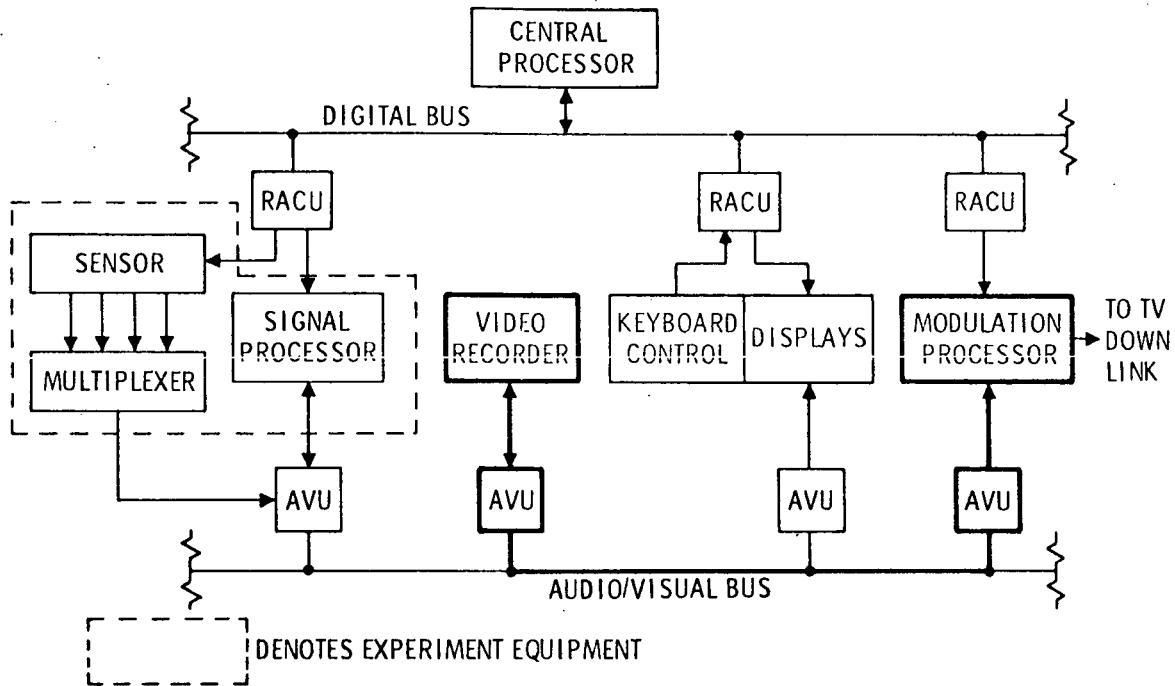 CENTRAL
PROCESSOR
DIGITAL BUS
RACU
RACU
RACU
SENSOR
MULTIPLEXER
SIGNAL
PROCESSOR
VIDEO
RECORDER
KEYBOARD
CONTROL
DISPLAYS
MODULATION
PROCESSOR
TO TV
DOWN
LINK
AVU
AVU
AVU
AVU
AUDIO/VISUAL BUS
DENOTES EXPERIMENT EQUIPMENT